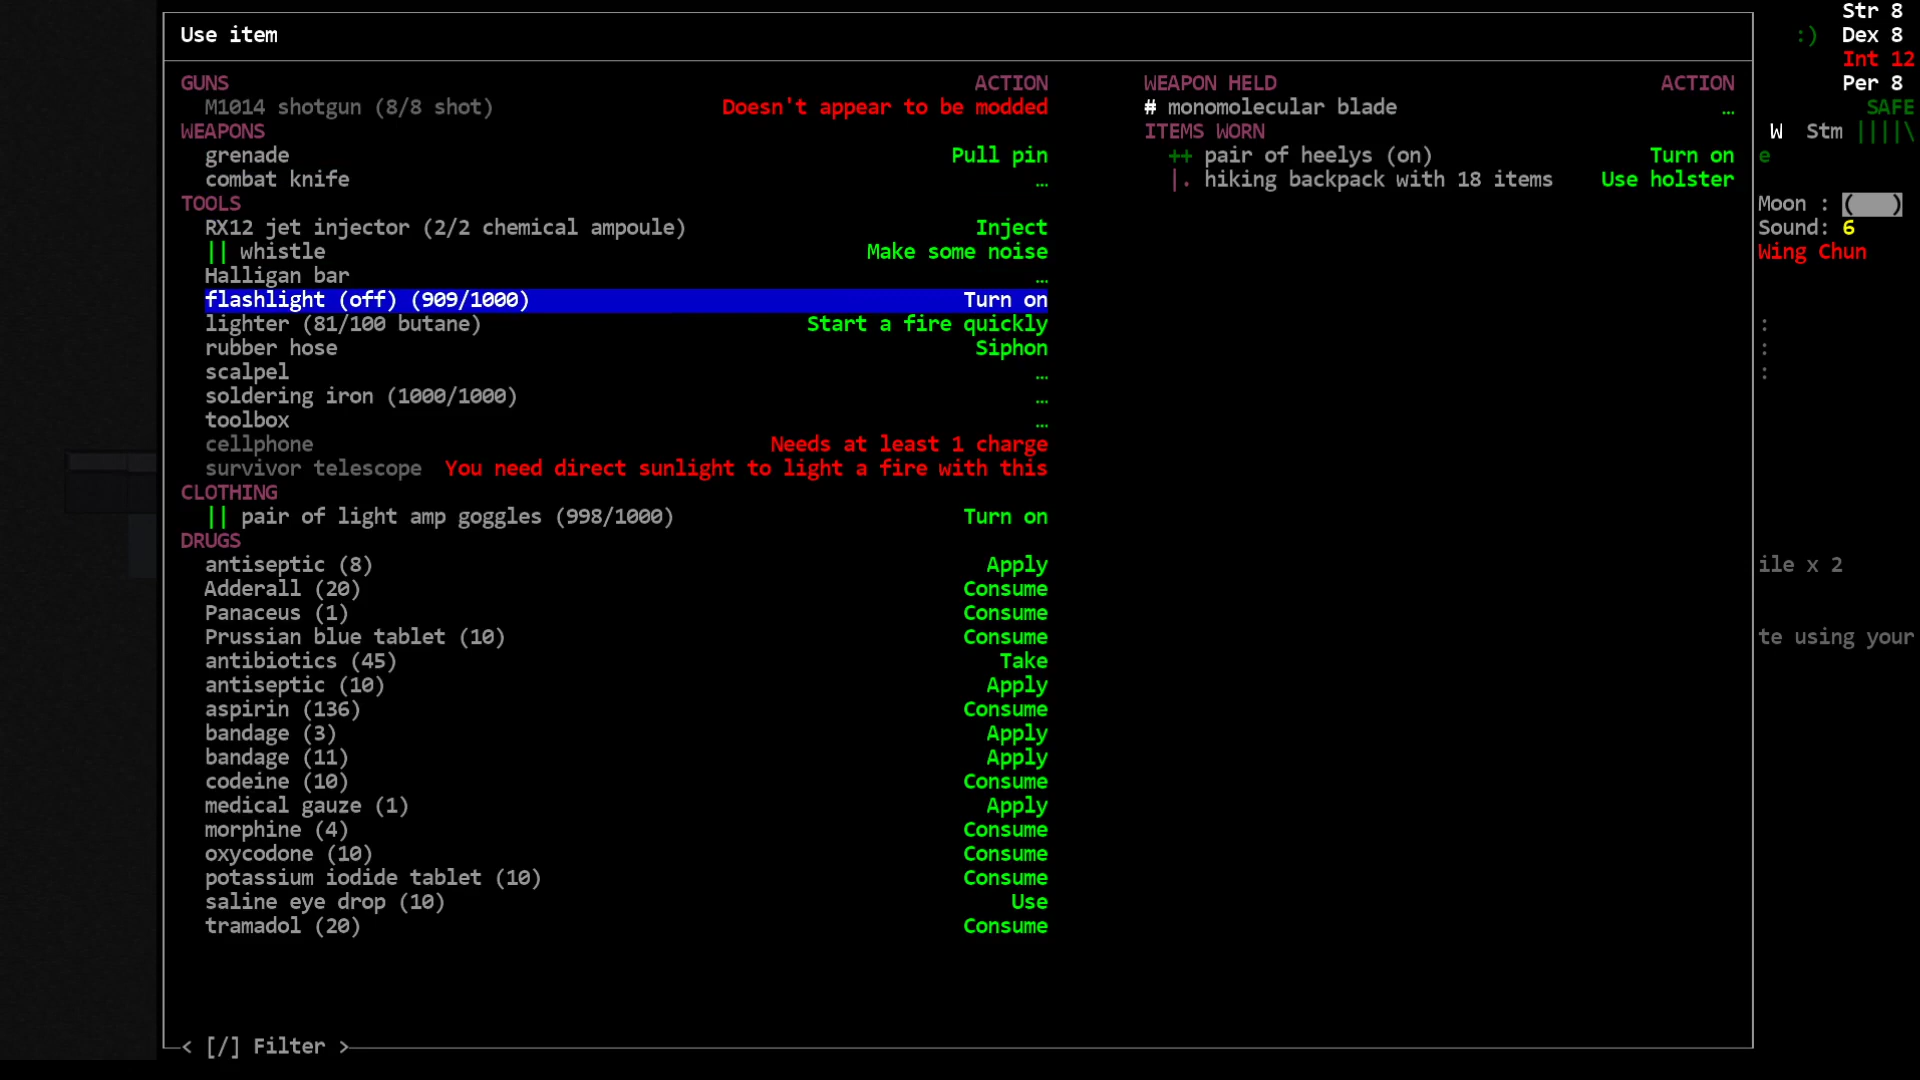 Use item
GUNS ACTION
M1014 shotgun (8/8 shot) Doesn't appear to be modded
WEAPONS
grenade Pull pin
combat knife …
TOOLS
RX12 jet injector (2/2 chemical ampoule) Inject
|| whistle Make some noise
Halligan bar …
flashlight (off) (909/1000) Turn on
lighter (81/100 butane) Start a fire quickly
rubber hose Siphon
scalpel …
soldering iron (1000/1000) …
toolbox …
cellphone Needs at least 1 charge
survivor telescope You need direct sunlight to light a fire with this
CLOTHING
|| pair of light amp goggles (998/1000) Turn on
DRUGS
antiseptic (8) Apply
Adderall (20) Consume
Panaceus (1) Consume
Prussian blue tablet (10) Consume
antibiotics (45) Take
antiseptic (10) Apply
aspirin (136) Consume
bandage (3) Apply
bandage (11) Apply
codeine (10) Consume
medical gauze (1) Apply
morphine (4) Consume
oxycodone (10) Consume
potassium iodide tablet (10) Consume
saline eye drop (10) Use
tramadol (20) Consume
< [/] Filter >
WEAPON HELD ACTION
# monomolecular blade …
ITEMS WORN
++ pair of heelys (on) Turn on
|. hiking backpack with 18 items Use holster
Str 8
:) Dex 8
Int 12
Per 8
SAFE
W Stm ||||\
e
Moon : ( )
Sound: 6
Wing Chun
:
:
:
ile x 2
te using your